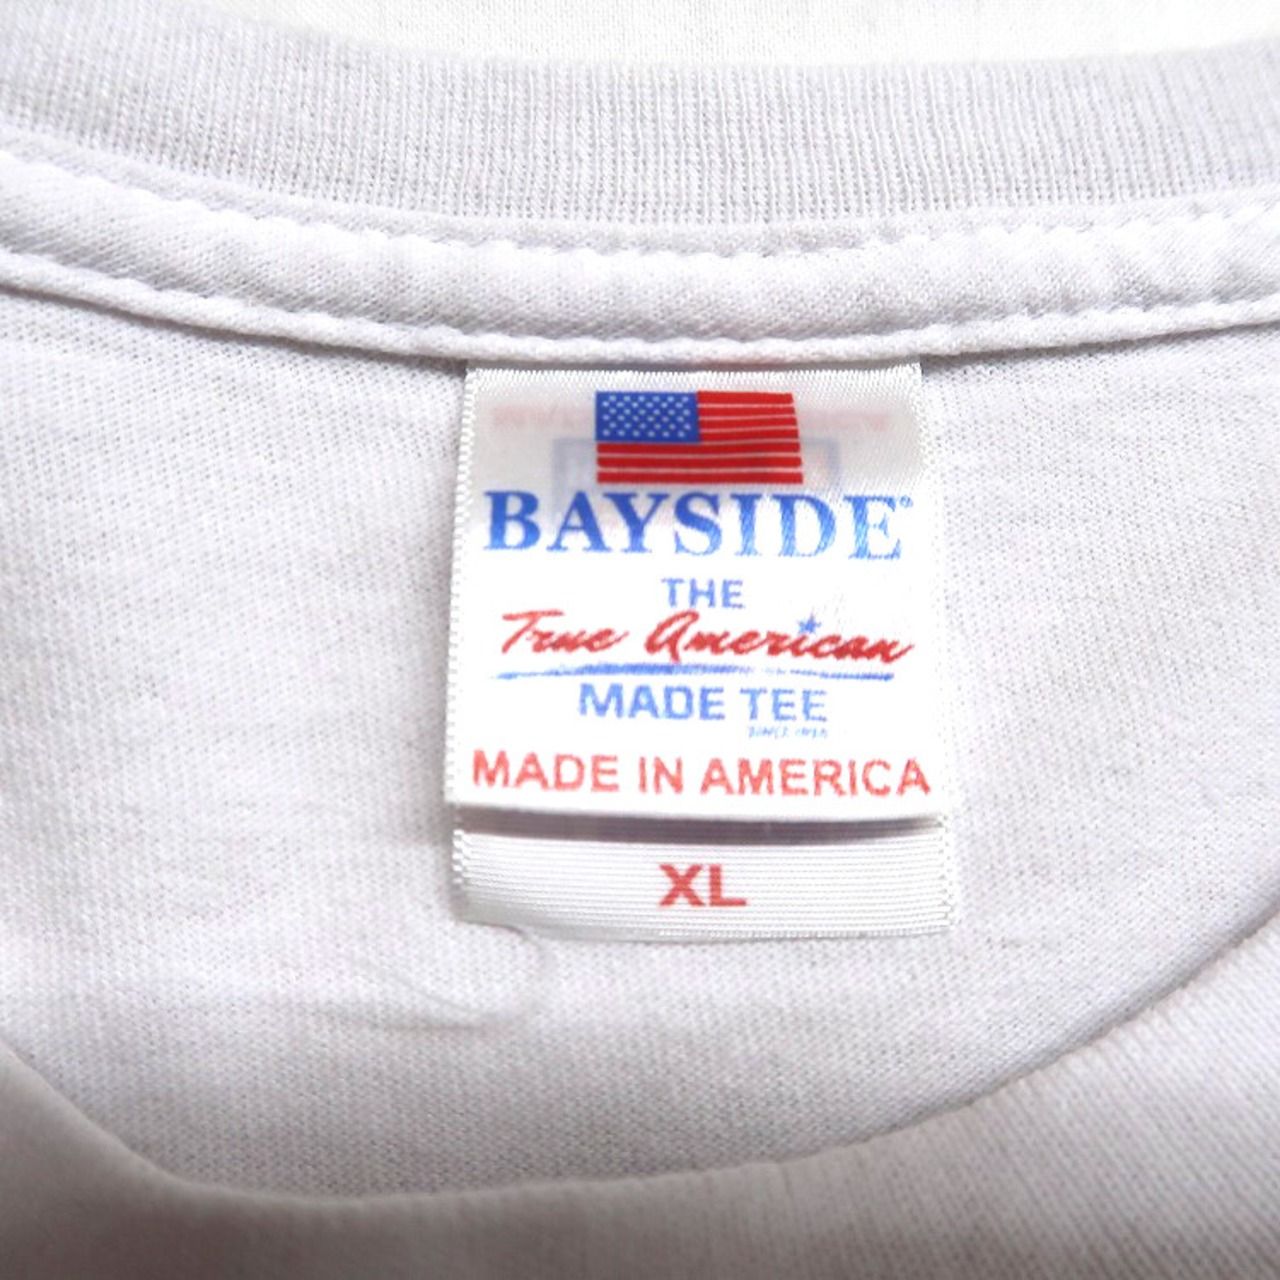 BAYSIDE®
THE
True American
MADE TEE
MADE IN AMERICA
XL